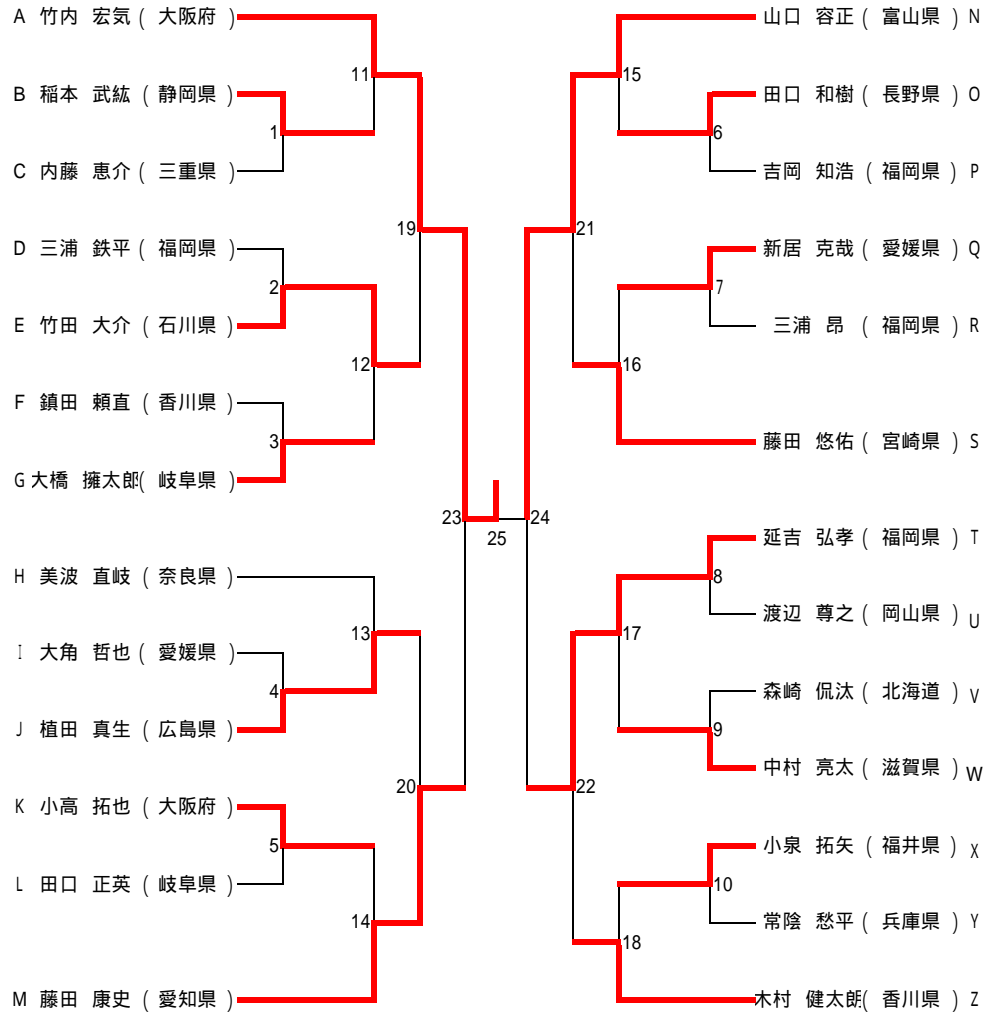 A 竹内 宏気 ( 大阪府 )
11
B 稲本 武紘 ( 静岡県 )
1
C 内藤 恵介 ( 三重県 )
19
D 三浦 鉄平 ( 福岡県 )
2
E 竹田 大介 ( 石川県 )
12
F 鎮田 頼直 ( 香川県 )
3
G 大橋 擁太郎 ( 岐阜県 )
23
25
H 美波 直岐 ( 奈良県 )
13
I 大角 哲也 ( 愛媛県 )
4
J 植田 真生 ( 広島県 )
20
K 小高 拓也 ( 大阪府 )
5
L 田口 正英 ( 岐阜県 )
14
M 藤田 康史 ( 愛知県 )
山口 容正 ( 富山県 ) N
15
田口 和樹 ( 長野県 ) O
6
吉岡 知浩 ( 福岡県 ) P
21
新居 克哉 ( 愛媛県 ) Q
7
三浦 昂 ( 福岡県 ) R
16
藤田 悠佑 ( 宮崎県 ) S
24
延吉 弘孝 ( 福岡県 ) T
8
渡辺 尊之 ( 岡山県 ) U
17
森崎 侃汰 ( 北海道 ) V
9
中村 亮太 ( 滋賀県 ) W
22
小泉 拓矢 ( 福井県 ) X
10
常陰 愁平 ( 兵庫県 ) Y
18
木村 健太朗 ( 香川県 ) Z